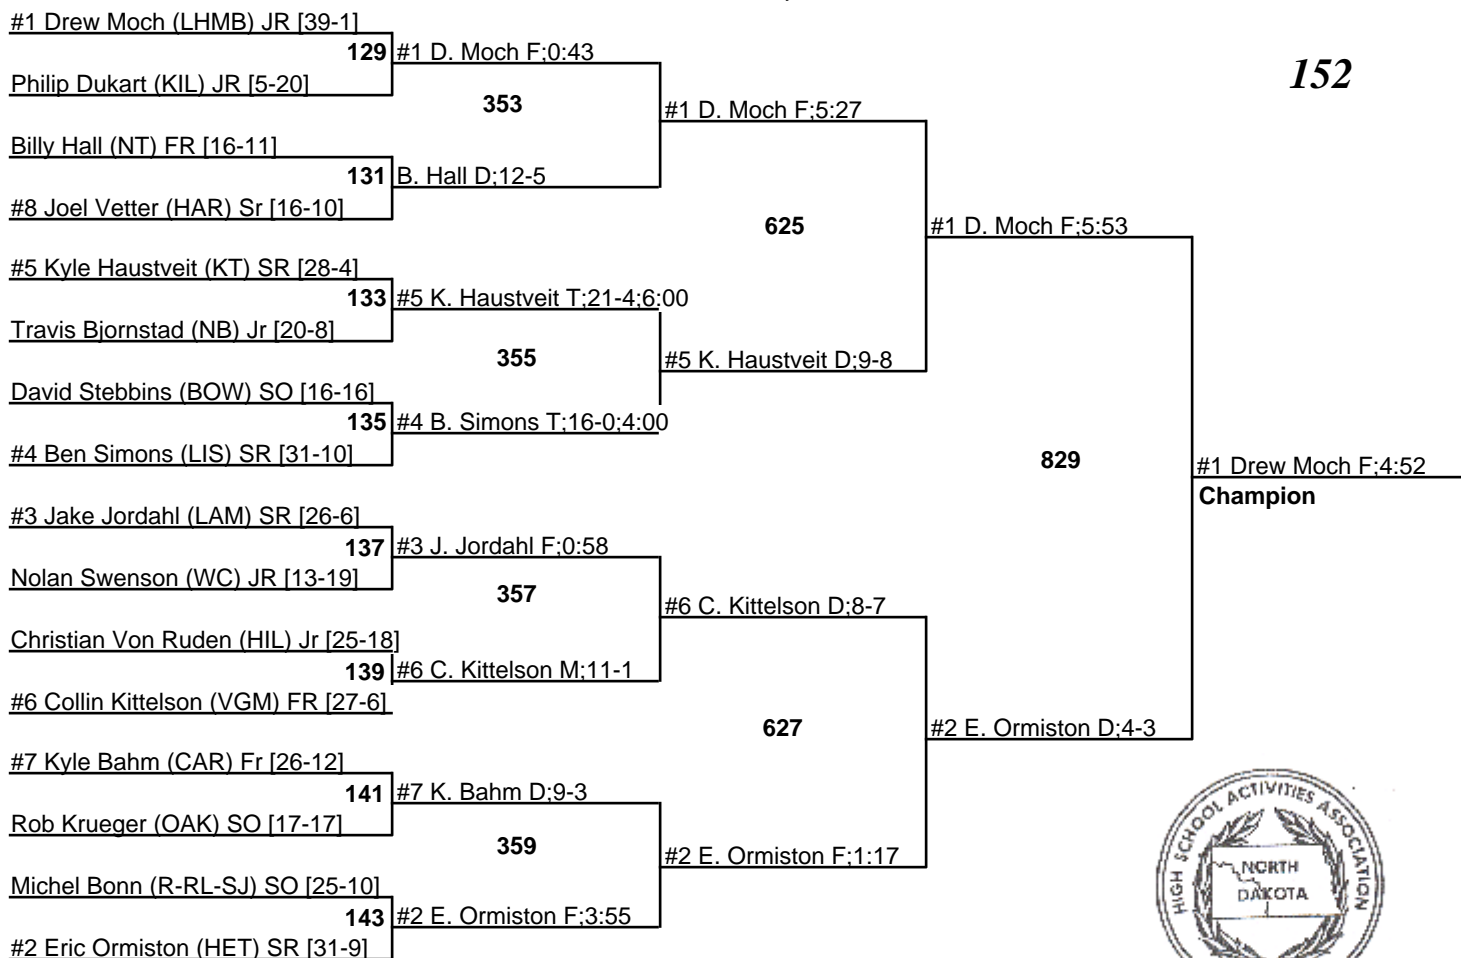 #1 Drew Moch (LHMB) JR [39-1]
129 #1 D. Moch F;0:43
152
Philip Dukart (KIL) JR [5-20]
353
#1 D. Moch F;5:27
Billy Hall (NT) FR [16-11]
131 B. Hall D;12-5
#8 Joel Vetter (HAR) Sr [16-10]
625
#1 D. Moch F;5:53
#5 Kyle Haustveit (KT) SR [28-4]
133 #5 K. Haustveit T;21-4;6:00
Travis Bjornstad (NB) Jr [20-8]
355
#5 K. Haustveit D;9-8
David Stebbins (BOW) SO [16-16]
135 #4 B. Simons T;16-0;4:00
#4 Ben Simons (LIS) SR [31-10]
829
#1 Drew Moch F;4:52
Champion
#3 Jake Jordahl (LAM) SR [26-6]
137 #3 J. Jordahl F;0:58
Nolan Swenson (WC) JR [13-19]
357
#6 C. Kittelson D;8-7
Christian Von Ruden (HIL) Jr [25-18]
139 #6 C. Kittelson M;11-1
#6 Collin Kittelson (VGM) FR [27-6]
627
#2 E. Ormiston D;4-3
#7 Kyle Bahm (CAR) Fr [26-12]
141 #7 K. Bahm D;9-3
Rob Krueger (OAK) SO [17-17]
359
#2 E. Ormiston F;1:17
Michel Bonn (R-RL-SJ) SO [25-10]
143 #2 E. Ormiston F;3:55
#2 Eric Ormiston (HET) SR [31-9]
HIGH SCHOOL ACTIVITIES ASSOCIATION
NORTH
DAKOTA